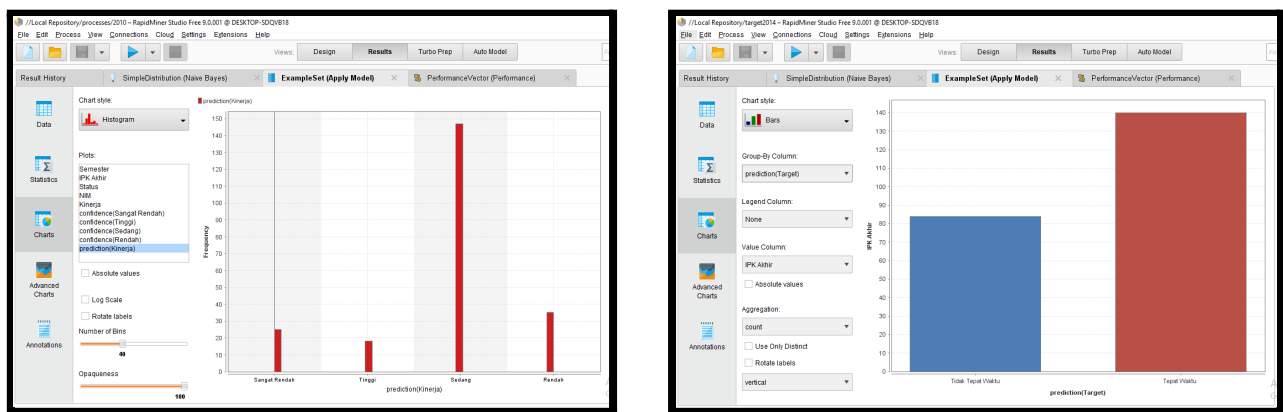 //Local Repository/processes/2010 – RapidMiner Studio Free 9.0.001 @ DESKTOP-SDQVB18
File Edit Process View Connections Cloud Settings Extensions Help
Views: Design Results Turbo Prep Auto Model
Result History SimpleDistribution (Naive Bayes) ExampleSet (Apply Model) PerformanceVector (Performance)
Data
Statistics
Charts
Advanced
Charts
Annotations
Chart style:
Histogram
Plots:
Semester
IPK Akhir
Status
NIM
Kinerja
confidence(Sangat Rendah)
confidence(Tinggi)
confidence(Sedang)
confidence(Rendah)
prediction(Kinerja)
Absolute values
Log Scale
Rotate labels
Number of Bins
40
Opaqueness
100
prediction(Kinerja)
150
140
130
120
110
100
90
80
70
60
50
40
30
20
10
0
Frequency
Sangat Rendah Tinggi Sedang Rendah
prediction(Kinerja)
//Local Repository/target2014 – RapidMiner Studio Free 9.0.001 @ DESKTOP-SDQVB18
File Edit Process View Connections Cloud Settings Extensions Help
Views: Design Results Turbo Prep Auto Model
Result History SimpleDistribution (Naive Bayes) ExampleSet (Apply Model) PerformanceVector (Performance)
Data
Statistics
Charts
Advanced
Charts
Annotations
Chart style:
Bars
Group-By Column:
prediction(Target)
Legend Column:
None
Value Column:
IPK Akhir
Absolute values
Aggregation:
count
Use Only Distinct
Rotate labels
vertical
140
130
120
110
100
90
80
70
60
50
40
30
20
10
0
IPK Akhir
Tidak Tepat Waktu Tepat Waktu
prediction(Target)